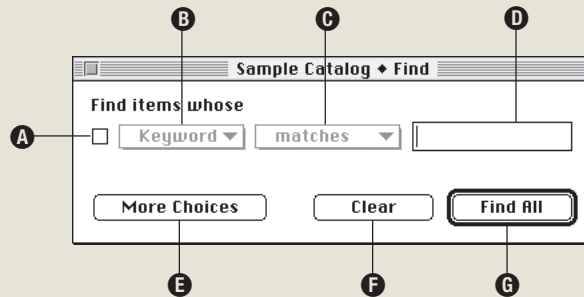 B C D
Sample Catalog ♦ Find
Find items whose
A Keyword matches
More Choices Clear Find All
E F G